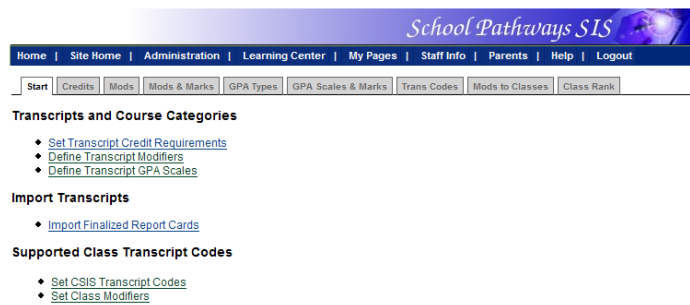 School Pathways SIS
Home | Site Home | Administration | Learning Center | My Pages | Staff Info | Parents | Help | Logout
Start Credits Mods Mods & Marks GPA Types GPA Scales & Marks Trans Codes Mods to Classes Class Rank
Transcripts and Course Categories
Set Transcript Credit Requirements
Define Transcript Modifiers
Define Transcript GPA Scales
Import Transcripts
Import Finalized Report Cards
Supported Class Transcript Codes
Set CSIS Transcript Codes
Set Class Modifiers